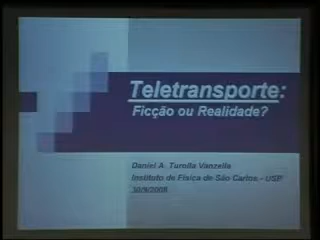 Teletransporte:
Ficção ou Realidade?
Daniel A. Turolla Vanzella
Instituto de Física de São Carlos - USP
30/9/2008